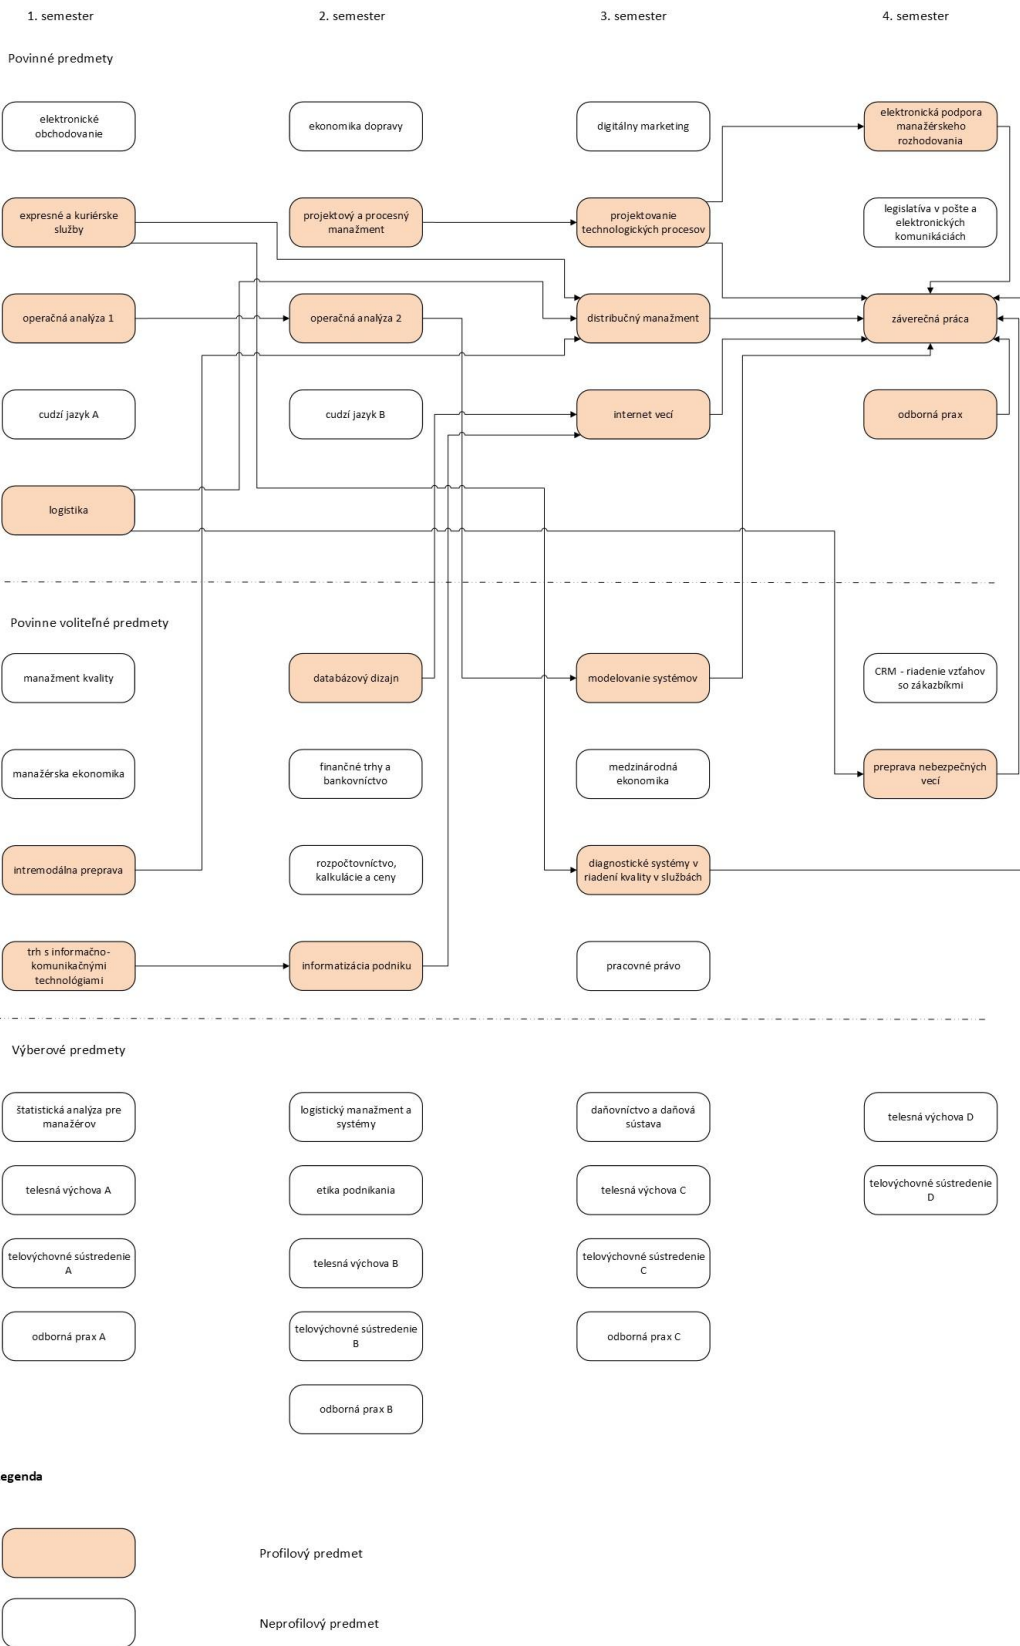 1. semester
2. semester
3. semester
4. semester
Povinné predmety
elektronické
obchodovanie
ekonomika dopravy
digitálny marketing
elektronická podpora
manažérskeho
rozhodovania
expresné a kuriérske
služby
projektový a procesný
manažment
projektovanie
technologických procesov
legislatíva v pošte a
elektronických
komunikáciách
operačná analýza 1
operačná analýza 2
distribučný manažment
záverečná práca
cudzí jazyk A
cudzí jazyk B
internet vecí
odborná prax
logistika
Povinne voliteľné predmety
manažment kvality
databázový dizajn
modelovanie systémov
CRM - riadenie vzťahov
so zákazbíkmi
manažérska ekonomika
finančné trhy a
bankovníctvo
medzinárodná
ekonomika
preprava nebezpečných
vecí
intremodálna preprava
rozpočtovníctvo,
kalkulácie a ceny
diagnostické systémy v
riadení kvality v službách
trh s informačno-
komunikačnými
technológiami
informatizácia podniku
pracovné právo
Výberové predmety
štatistická analýza pre
manažérov
logistický manažment a
systémy
daňovníctvo a daňová
sústava
telesná výchova D
telesná výchova A
etika podnikania
telesná výchova C
telovýchovné sústredenie
D
telovýchovné sústredenie
A
telesná výchova B
telovýchovné sústredenie
C
odborná prax A
telovýchovné sústredenie
B
odborná prax C
odborná prax B
egenda
Profilový predmet
Neprofilový predmet